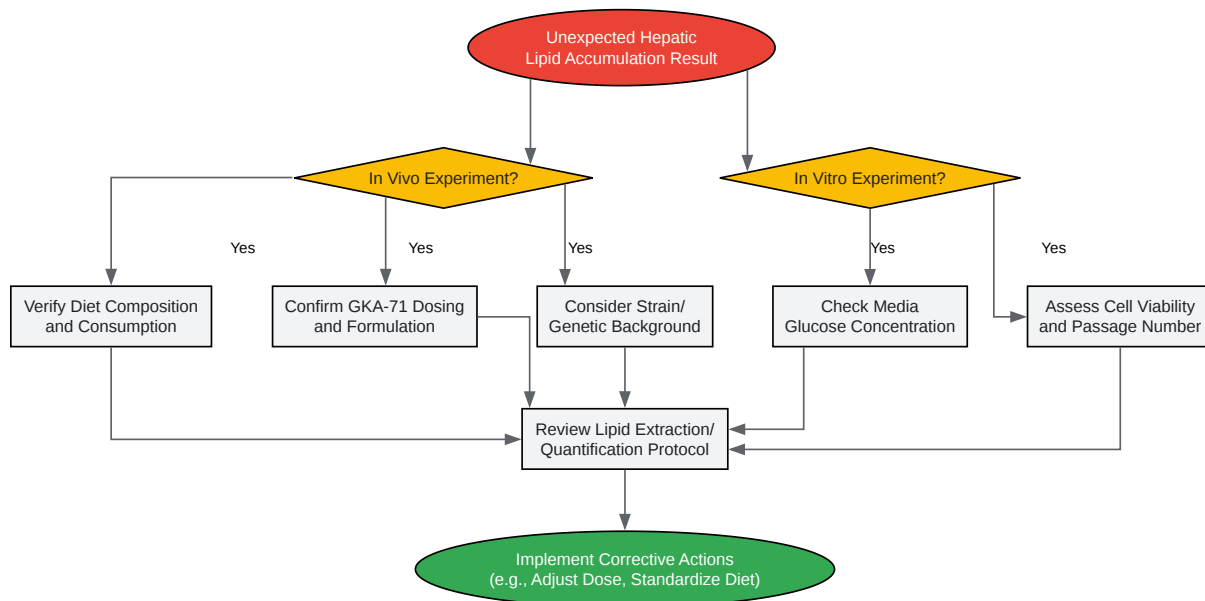 Unexpected Hepatic
Lipid Accumulation Result
In Vivo Experiment?
In Vitro Experiment?
Yes
Yes
Yes
Yes
Yes
Verify Diet Composition
and Consumption
Confirm GKA-71 Dosing
and Formulation
Consider Strain/
Genetic Background
Check Media
Glucose Concentration
Assess Cell Viability
and Passage Number
Review Lipid Extraction/
Quantification Protocol
Implement Corrective Actions
(e.g., Adjust Dose, Standardize Diet)